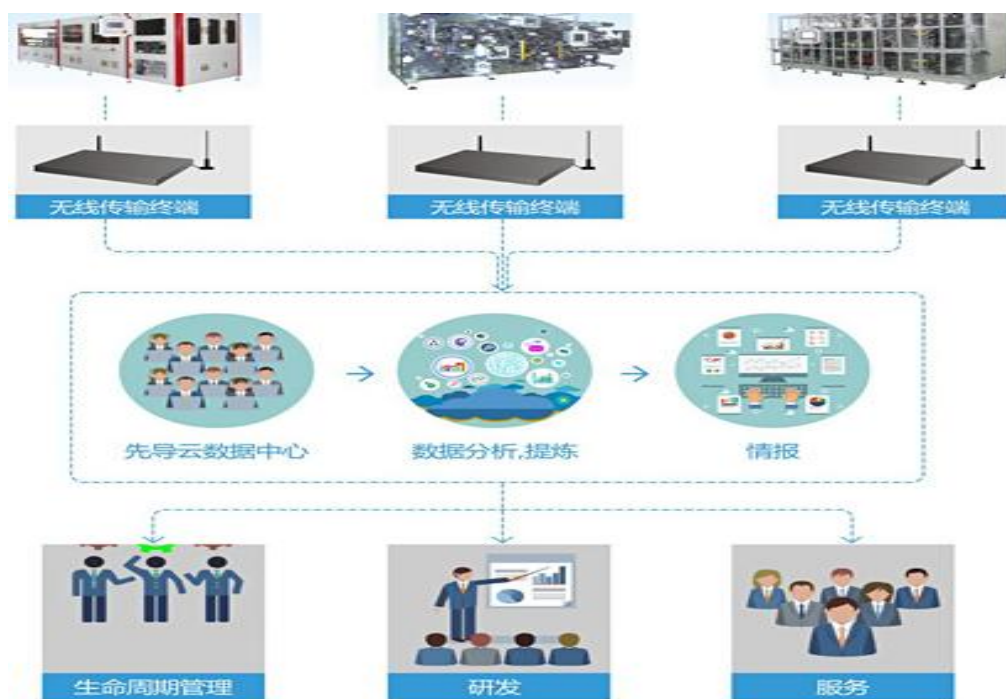 无线传输终端
无线传输终端
无线传输终端
先导云数据中心
数据分析,提炼
情报
生命周期管理
研发
服务